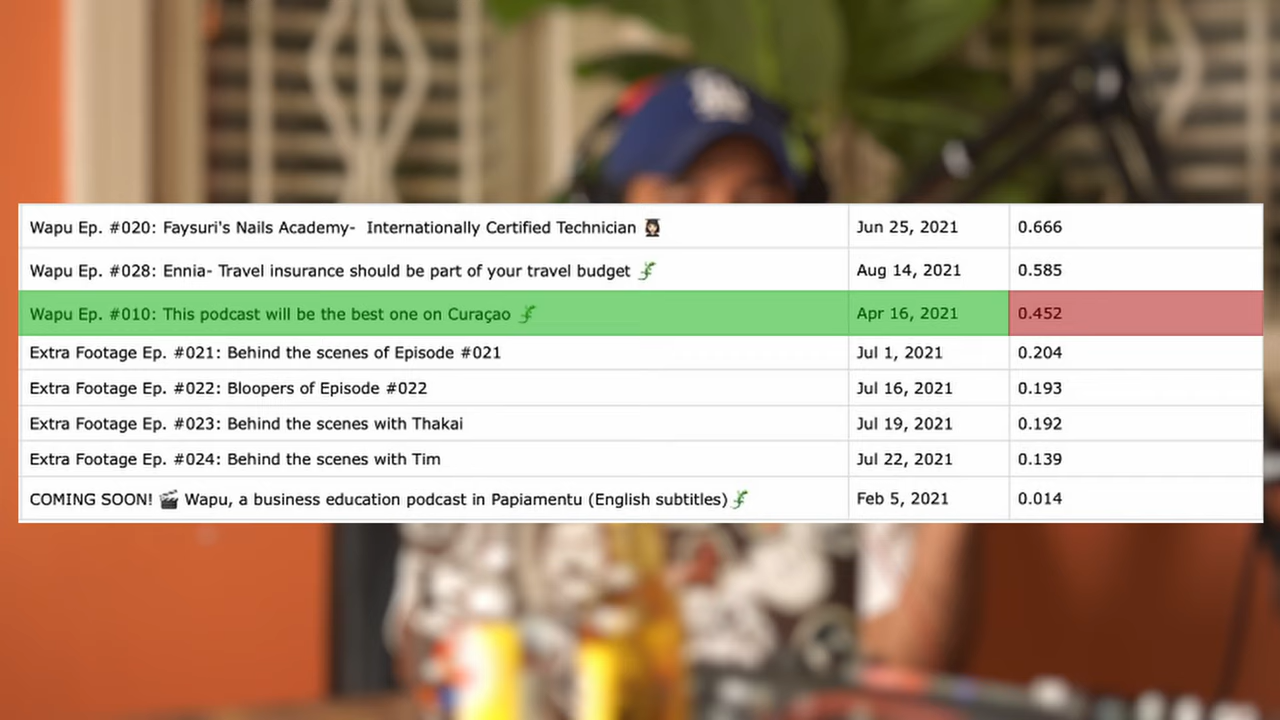 Wapu Ep. #020: Faysuri's Nails Academy-  Internationally Certified Technician 👩🏻‍🎓 Jun 25, 2021 0.666
Wapu Ep. #028: Ennia- Travel insurance should be part of your travel budget 🦎 Aug 14, 2021 0.585
Wapu Ep. #010: This podcast will be the best one on Curaçao 🦎 Apr 16, 2021 0.452
Extra Footage Ep. #021: Behind the scenes of Episode #021 Jul 1, 2021 0.204
Extra Footage Ep. #022: Bloopers of Episode #022 Jul 16, 2021 0.193
Extra Footage Ep. #023: Behind the scenes with Thakai Jul 19, 2021 0.192
Extra Footage Ep. #024: Behind the scenes with Tim Jul 22, 2021 0.139
COMING SOON! 🎬 Wapu, a business education podcast in Papiamentu (English subtitles)🦎 Feb 5, 2021 0.014